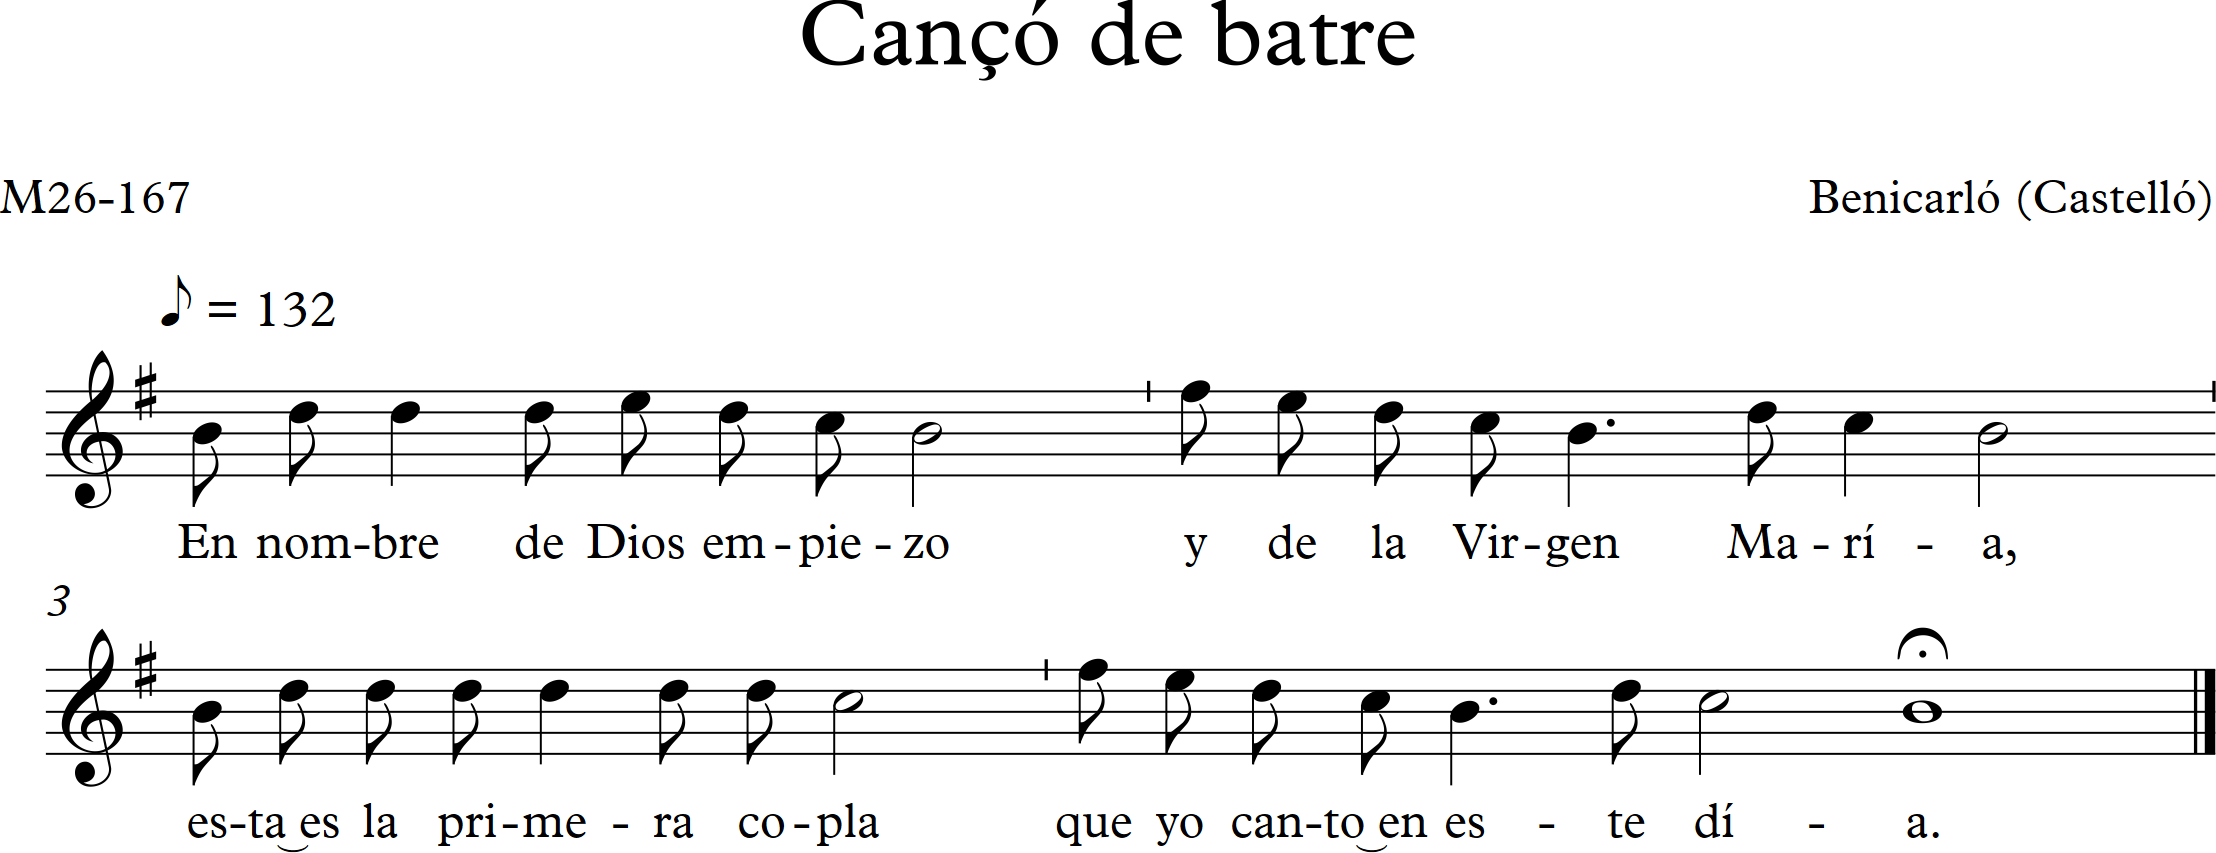 Cançó de batre
M26-167
Benicarló (Castelló)
= 132
En nom-bre de Dios em-pie-zo y de la Vir-gen Ma-rí-a,
3
es-ta‿es la pri-me-ra co-pla que yo can-to‿en es-te dí-a.